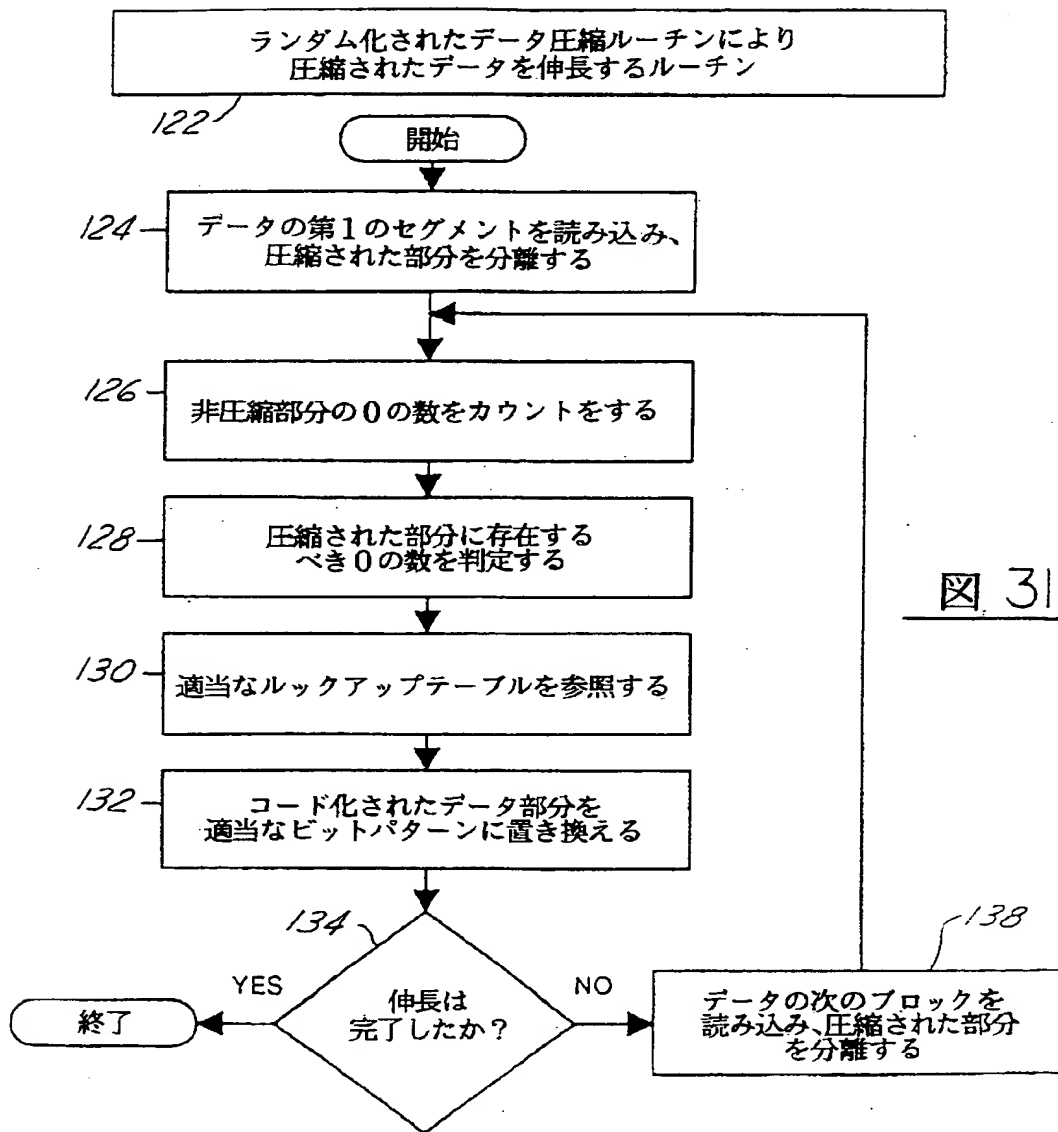 ランダム化されたデータ圧縮ルーチンにより
圧縮されたデータを伸長するルーチン
122
開始
124
データの第1のセグメントを読み込み、
圧縮された部分を分離する
126
非圧縮部分の0の数をカウントをする
128
圧縮された部分に存在する
べき0の数を判定する
図 31
130
適当なルックアップテーブルを参照する
132
コード化されたデータ部分を
適当なビットパターンに置き換える
134
138
YES
NO
終了
伸長は
完了したか?
データの次のブロックを
読み込み、圧縮された部分
を分離する